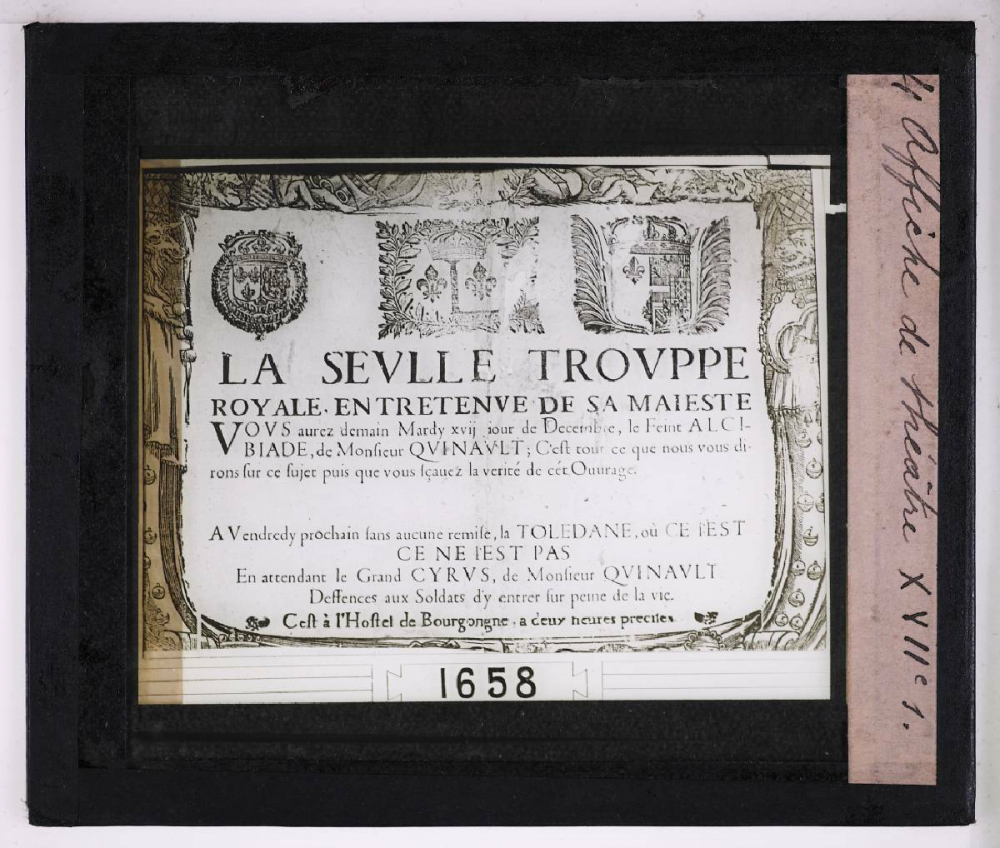 LA SEVLLE TROVPPE
ROYALE. ENTRETENVE DE SA MAIESTE
VOVS aurez demain Mardy xvij iour de Decembre, le Feint ALCI-
BIADE, de Monsieur QVINAVLT; C'est tout ce que nous vous di-
rons sur ce sujet puis que vous sçauez la verité de cét Ouurage.
A Vendredy prochain sans aucune remise, la TOLEDANE, où CE l'EST
CE NE l'EST PAS
En attendant le Grand CYRVS, de Monsieur QVINAVLT
Deffences aux Soldats d'y entrer sur peine de la vie.
C'est à l'Hostel de Bourgongne, a deux heures precises
1658
4 Affiche de théâtre XVIIe s.